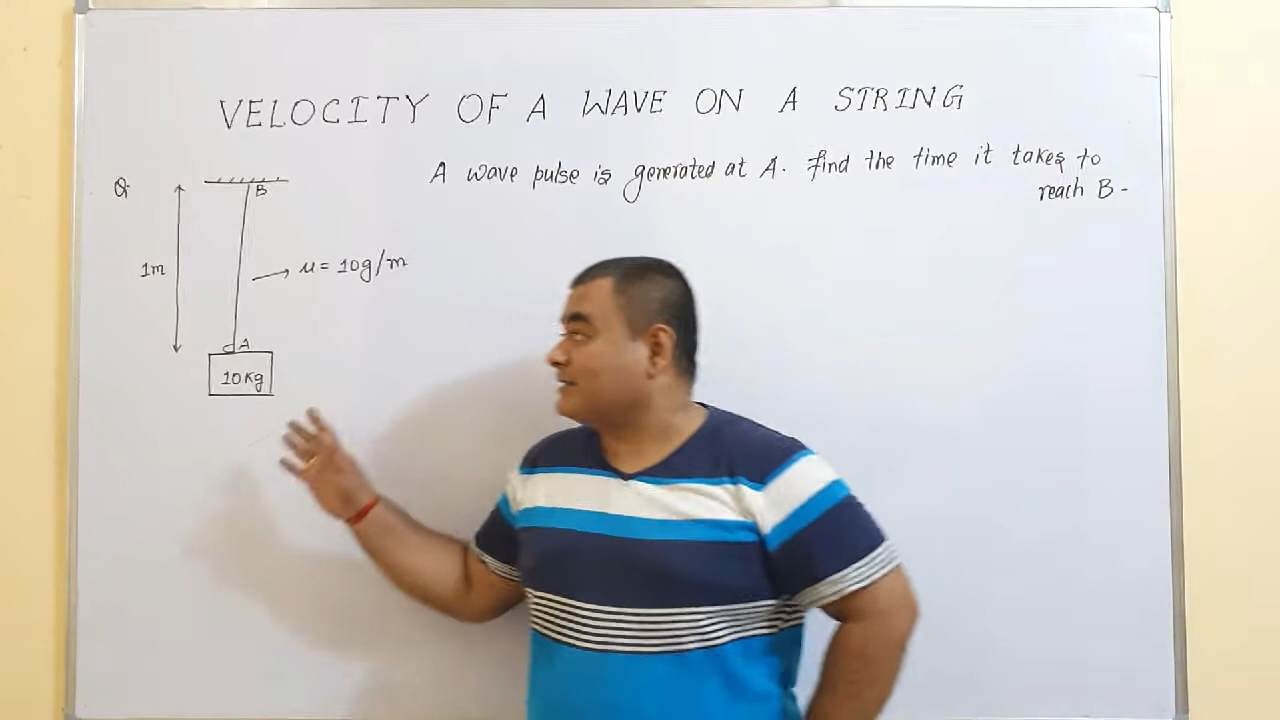 VELOCITY OF A WAVE ON A STRING
Q.
A wave pulse is generated at A. find the time it takes to
reach B -
B
1m
μ = 10g/m
A
10Kg